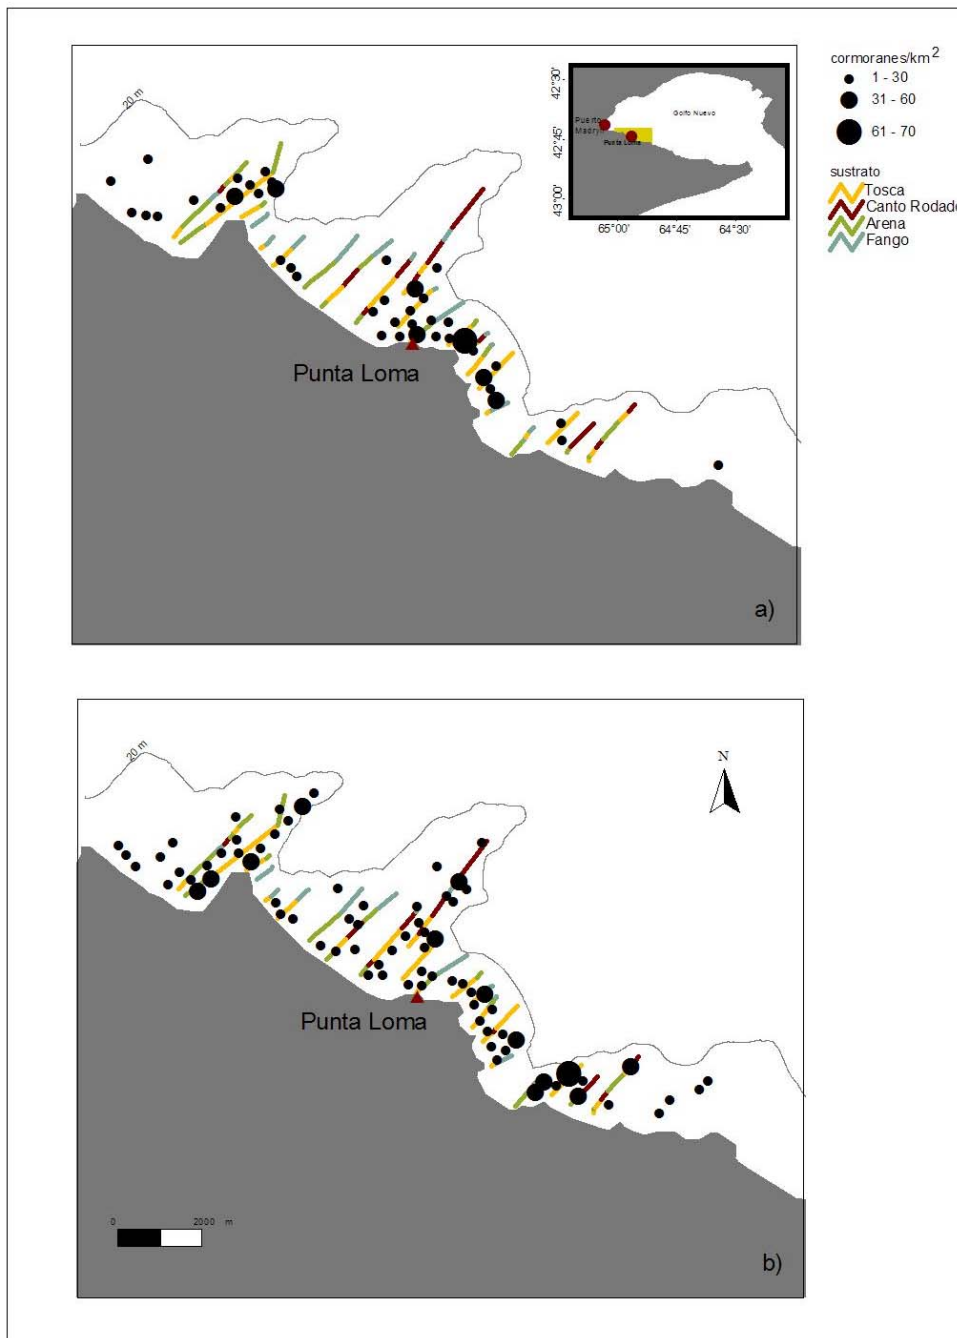 cormoranes/km2
1 - 30
31 - 60
61 - 70
sustrato
Tosca
Canto Rodado
Arena
Fango
20 m
42°30'
42°45'
43°00'
Golfo Nuevo
Puerto
Madryn
Punta Loma
65°00' 64°45' 64°30'
Punta Loma
a)
20 m
N
Punta Loma
0 2000 m
b)